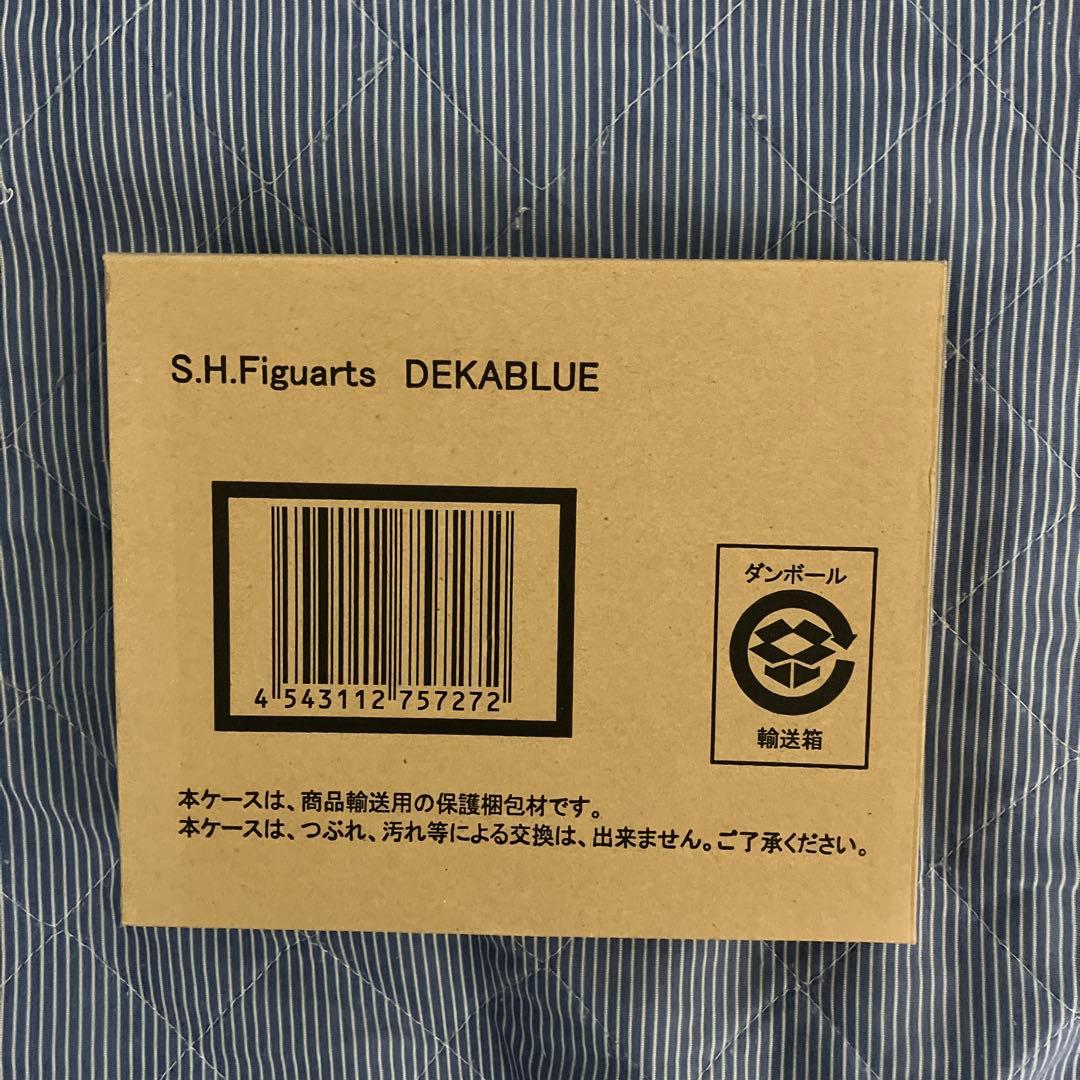 S.H.Figuarts DEKABLUE
4 543112 757272
ダンボール
輸送箱
本ケースは、商品輸送用の保護梱包材です。
本ケースは、つぶれ、汚れ等による交換は、出来ません。ご了承ください。